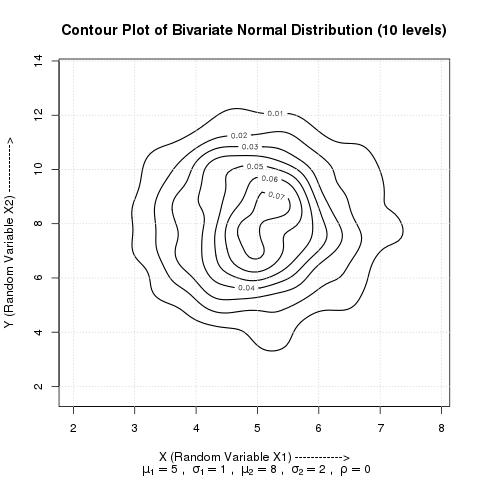 Contour Plot of Bivariate Normal Distribution (10 levels)
Y (Random Variable X2) ------------>
14
12
10
8
6
4
2
0.01
0.02
0.03
0.05
0.06
0.07
0.04
2 3 4 5 6 7 8
X (Random Variable X1) ------------>
μ₁ = 5 , σ₁ = 1 , μ₂ = 8 , σ₂ = 2 , ρ = 0